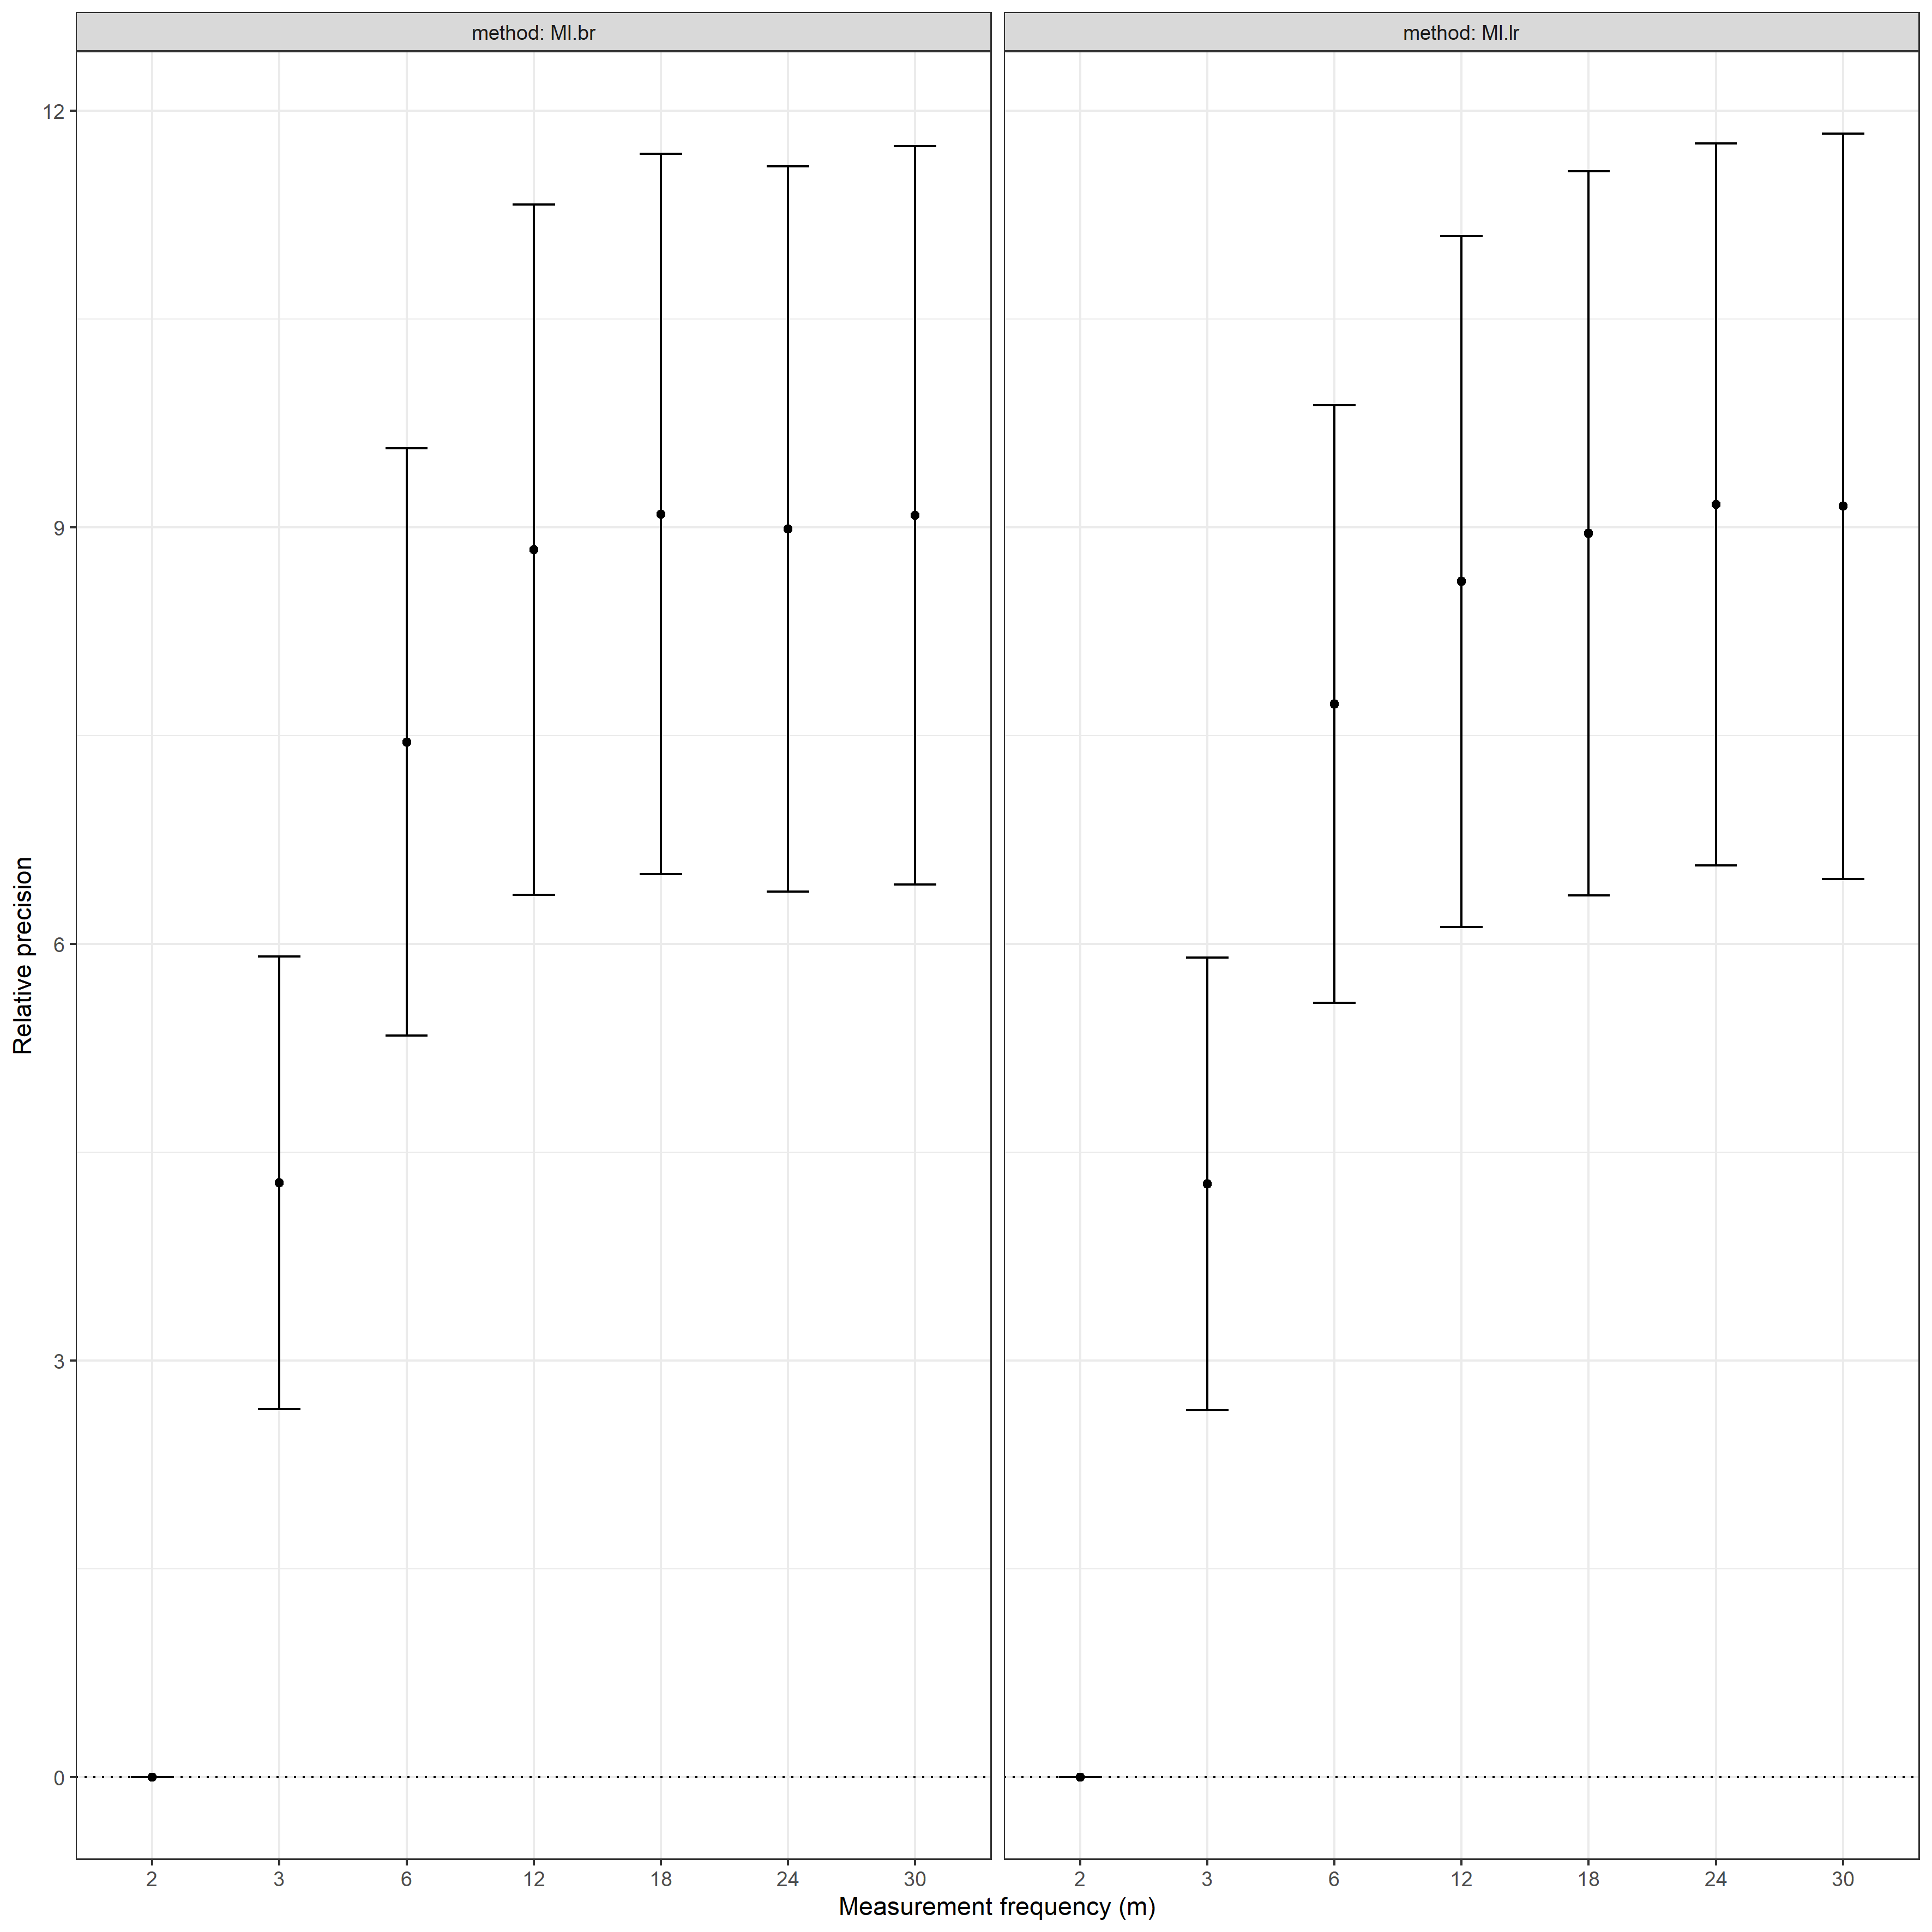 method: MI.br
method: MI.lr
12
9
6
3
0
Relative precision
2 3 6 12 18 24 30
2 3 6 12 18 24 30
Measurement frequency (m)